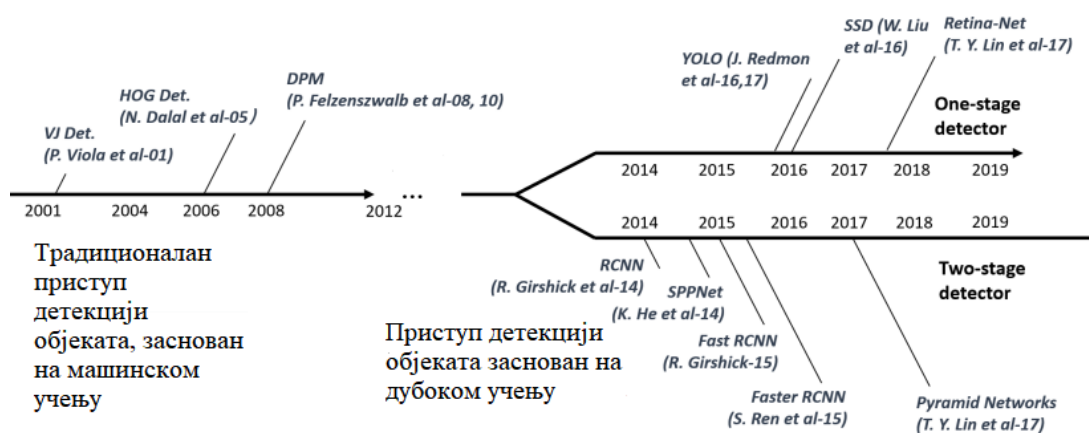 VJ Det.
(P. Viola et al-01)
HOG Det.
(N. Dalal et al-05)
DPM
(P. Felzenszwalb et al-08, 10)
YOLO (J. Redmon
et al-16,17)
SSD (W. Liu
et al-16)
Retina-Net
(T. Y. Lin et al-17)
One-stage
detector
2001 2004 2006 2008 2012 ...
2014 2015 2016 2017 2018 2019
2014 2015 2016 2017 2018 2019
Two-stage
detector
RCNN
(R. Girshick et al-14)
SPPNet
(K. He et al-14)
Fast RCNN
(R. Girshick-15)
Faster RCNN
(S. Ren et al-15)
Pyramid Networks
(T. Y. Lin et al-17)
Традиционалан
приступ
детекцији
објеката, заснован
на машинском
учењу
Приступ детекцији
објеката заснован на
дубоком учењу